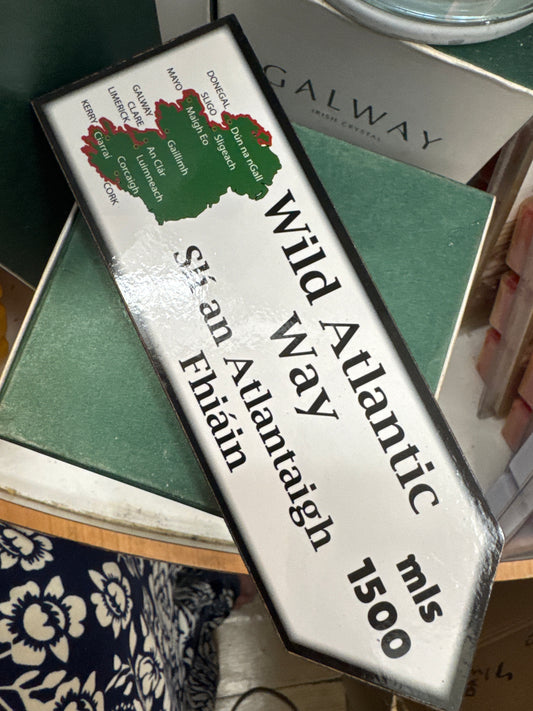 GALWAY
IRISH CRYSTAL
DONEGAL
SLIGO
MAYO
GALWAY
CLARE
LIMERICK
KERRY
CORK
Dún na nGall
Sligeach
Maigh Eo
Gaillimh
An Clár
Luimneach
Ciarraí
Corcaigh
Wild Atlantic
Way
Slí an Atlantaigh
Fhiáin
mls
1500